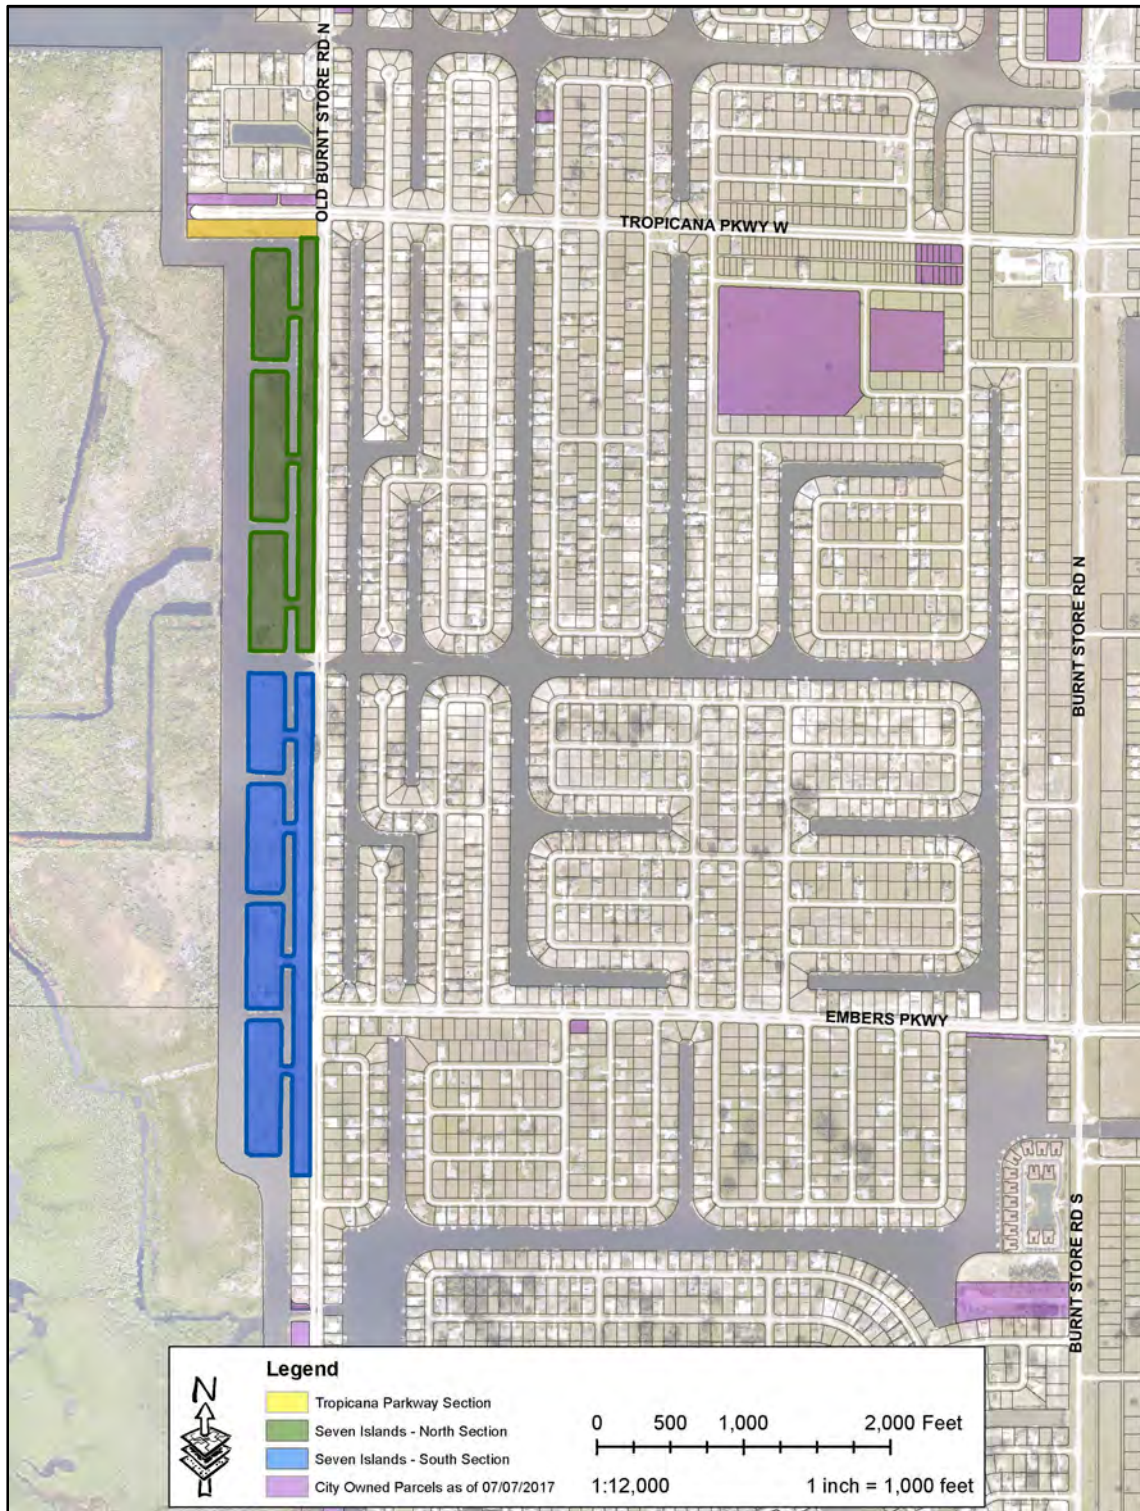 OLD BURNT STORE RD N
TROPICANA PKWY W
BURNT STORE RD N
EMBERS PKWY
BURNT STORE RD S
Legend
Tropicana Parkway Section
Seven Islands - North Section
Seven Islands - South Section
City Owned Parcels as of 07/07/2017
N
0 500 1,000 2,000 Feet
1:12,000 1 inch = 1,000 feet